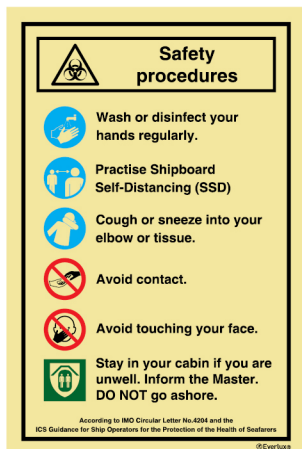 Safety
procedures
Wash or disinfect your
hands regularly.
Practise Shipboard
Self-Distancing (SSD)
Cough or sneeze into your
elbow or tissue.
Avoid contact.
Avoid touching your face.
Stay in your cabin if you are
unwell. Inform the Master.
DO NOT go ashore.
According to IMO Circular Letter No.4204 and the
ICS Guidance for Ship Operators for the Protection of the Health of Seafarers
®Everlux®